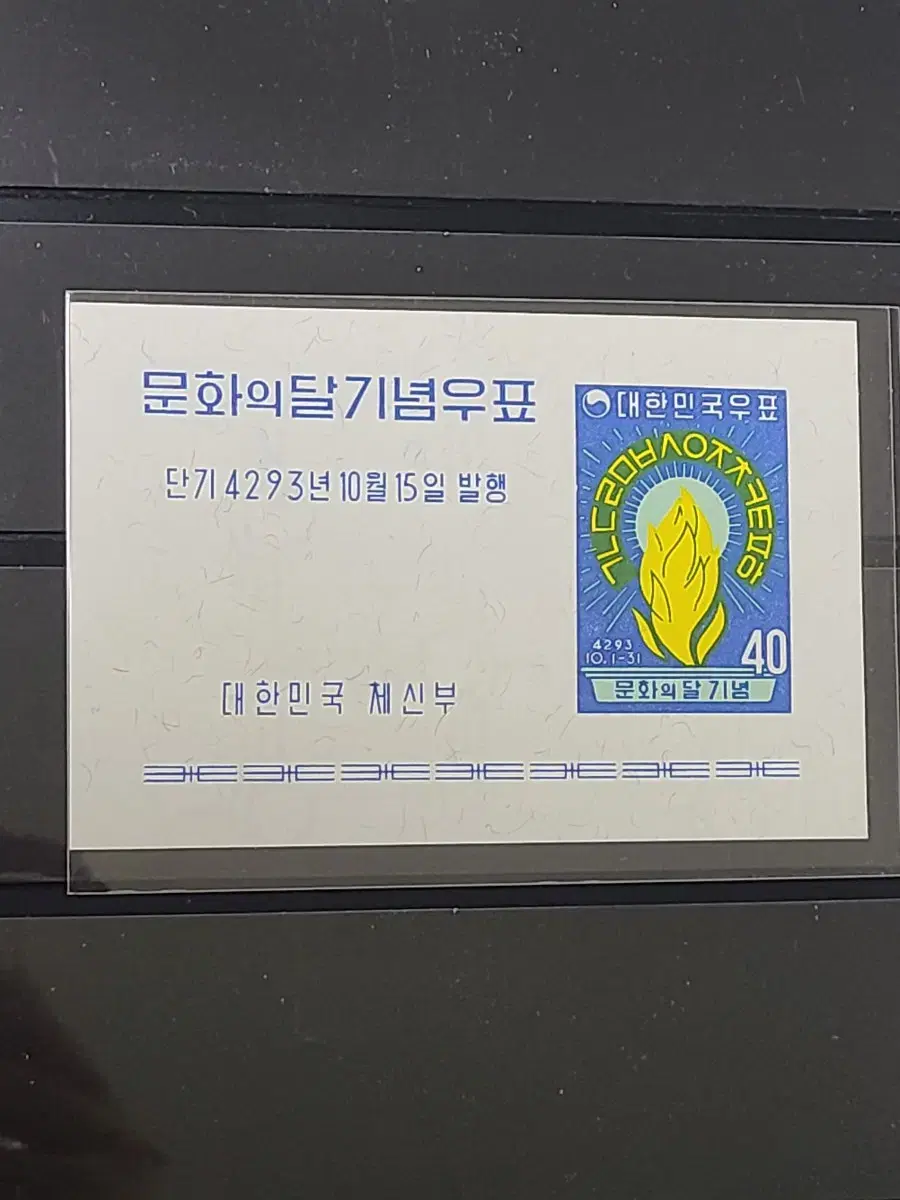 문화의달기념우표
단기4293년10월15일 발행
대한민국 체신부
대한민국우표
ㄱㄴㄷㄹㅁㅂㅅㅇㅈㅊㅋㅌㅍㅎ
4293
10.1-31
40
문화의달기념